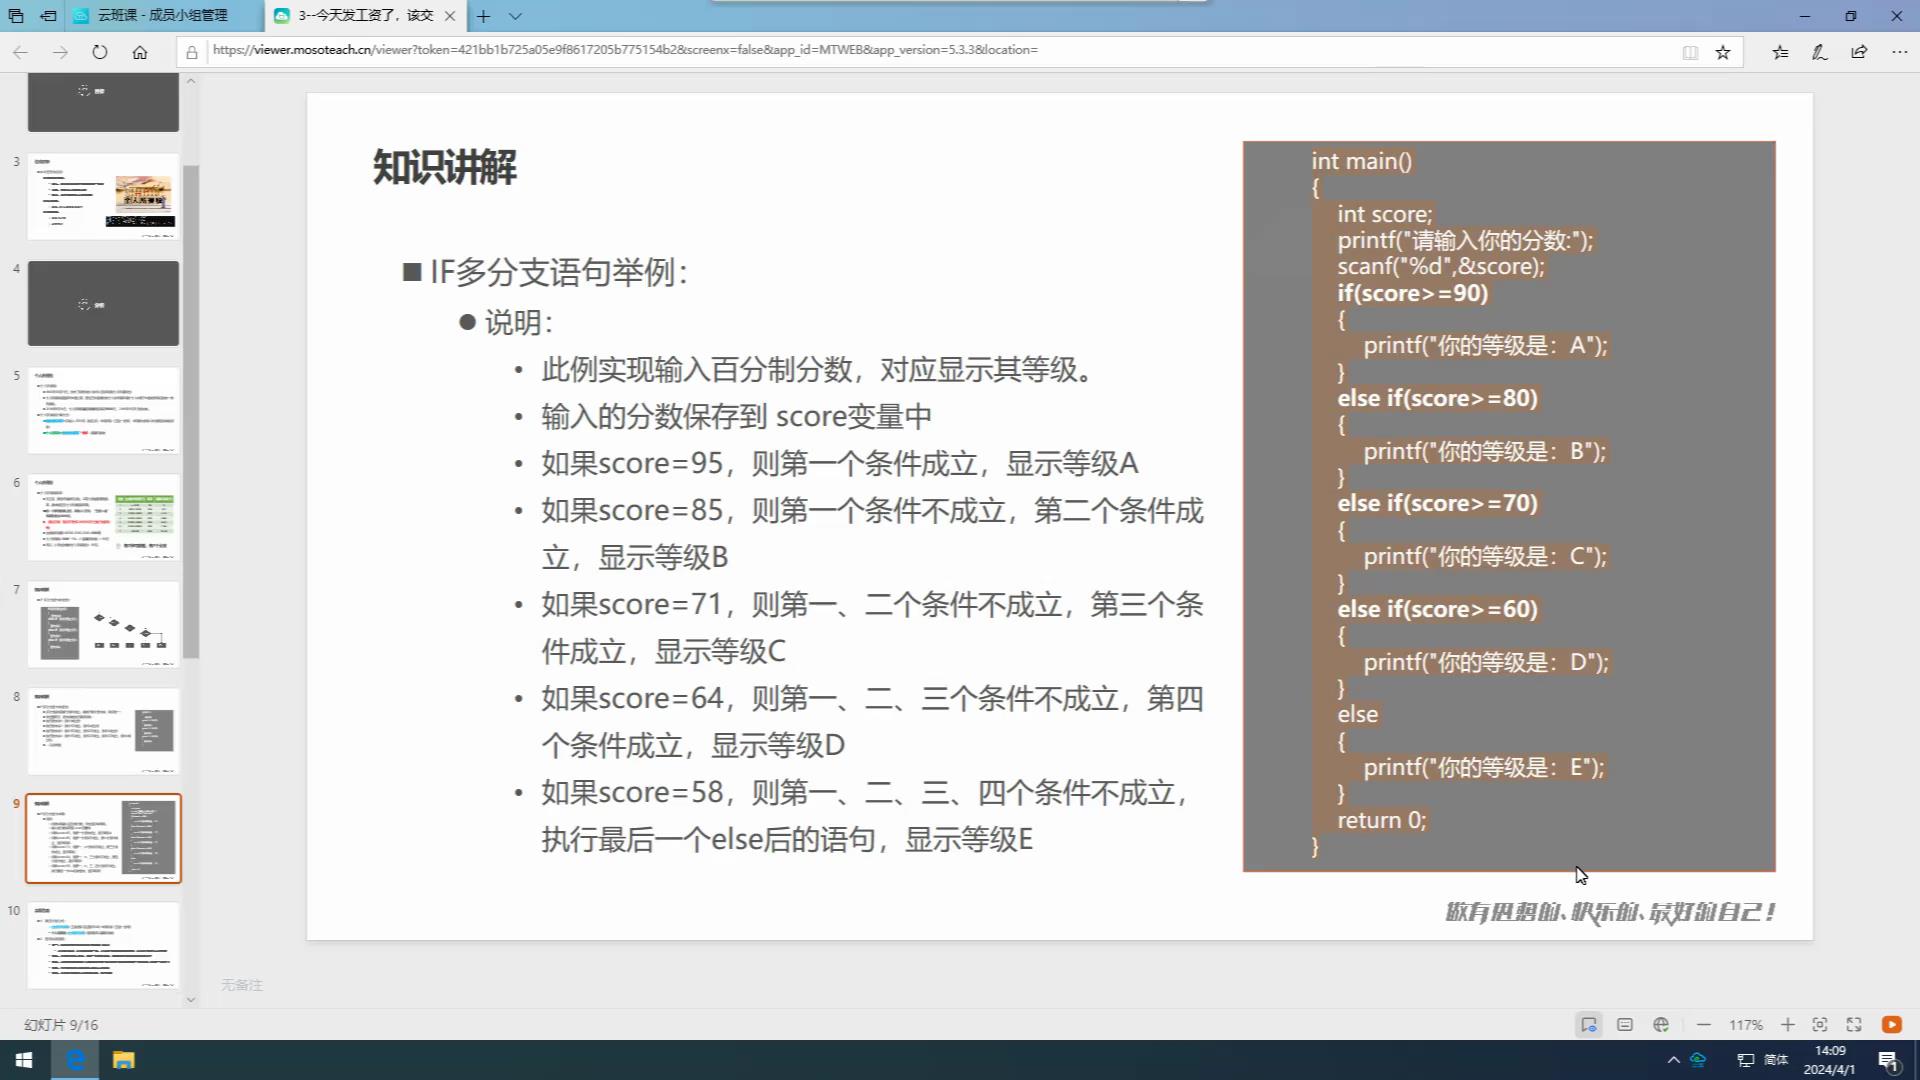 云班课 - 成员小组管理
3--今天发工资了，该交
https://viewer.mosoteach.cn/viewer?token=421bb1b725a05e9f8617205b775154b2&screenx=false&app_id=MTWEB&app_version=5.3.3&location=
3
4
5
6
7
8
9
10
知识讲解
IF多分支语句举例：
说明：
此例实现输入百分制分数，对应显示其等级。
输入的分数保存到 score变量中
如果score=95，则第一个条件成立，显示等级A
如果score=85，则第一个条件不成立，第二个条件成
立，显示等级B
如果score=71，则第一、二个条件不成立，第三个条
件成立，显示等级C
如果score=64，则第一、二、三个条件不成立，第四
个条件成立，显示等级D
如果score=58，则第一、二、三、四个条件不成立，
执行最后一个else后的语句，显示等级E
int main()
{
int score;
printf("请输入你的分数:");
scanf("%d",&score);
if(score>=90)
{
printf("你的等级是：A");
}
else if(score>=80)
{
printf("你的等级是：B");
}
else if(score>=70)
{
printf("你的等级是：C");
}
else if(score>=60)
{
printf("你的等级是：D");
}
else
{
printf("你的等级是：E");
}
return 0;
}
做有思想的、快乐的、最好的自己！
无备注
幻灯片 9/16
117%
简体
14:09
2024/4/1
1